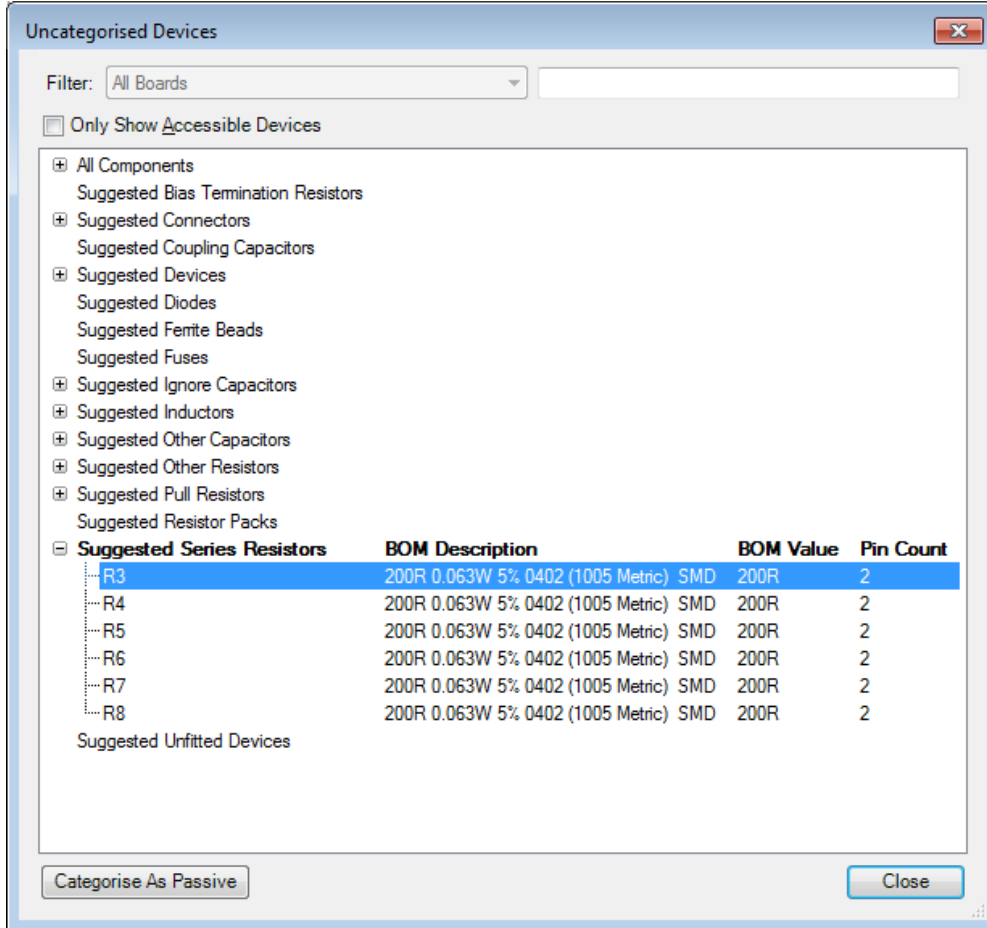 Uncategorised Devices
Filter: All Boards
Only Show Accessible Devices
All Components
Suggested Bias Termination Resistors
Suggested Connectors
Suggested Coupling Capacitors
Suggested Devices
Suggested Diodes
Suggested Ferrite Beads
Suggested Fuses
Suggested Ignore Capacitors
Suggested Inductors
Suggested Other Capacitors
Suggested Other Resistors
Suggested Pull Resistors
Suggested Resistor Packs
Suggested Series Resistors BOM Description BOM Value Pin Count
R3 200R 0.063W 5% 0402 (1005 Metric) SMD 200R 2
R4 200R 0.063W 5% 0402 (1005 Metric) SMD 200R 2
R5 200R 0.063W 5% 0402 (1005 Metric) SMD 200R 2
R6 200R 0.063W 5% 0402 (1005 Metric) SMD 200R 2
R7 200R 0.063W 5% 0402 (1005 Metric) SMD 200R 2
R8 200R 0.063W 5% 0402 (1005 Metric) SMD 200R 2
Suggested Unfitted Devices
Categorise As Passive Close